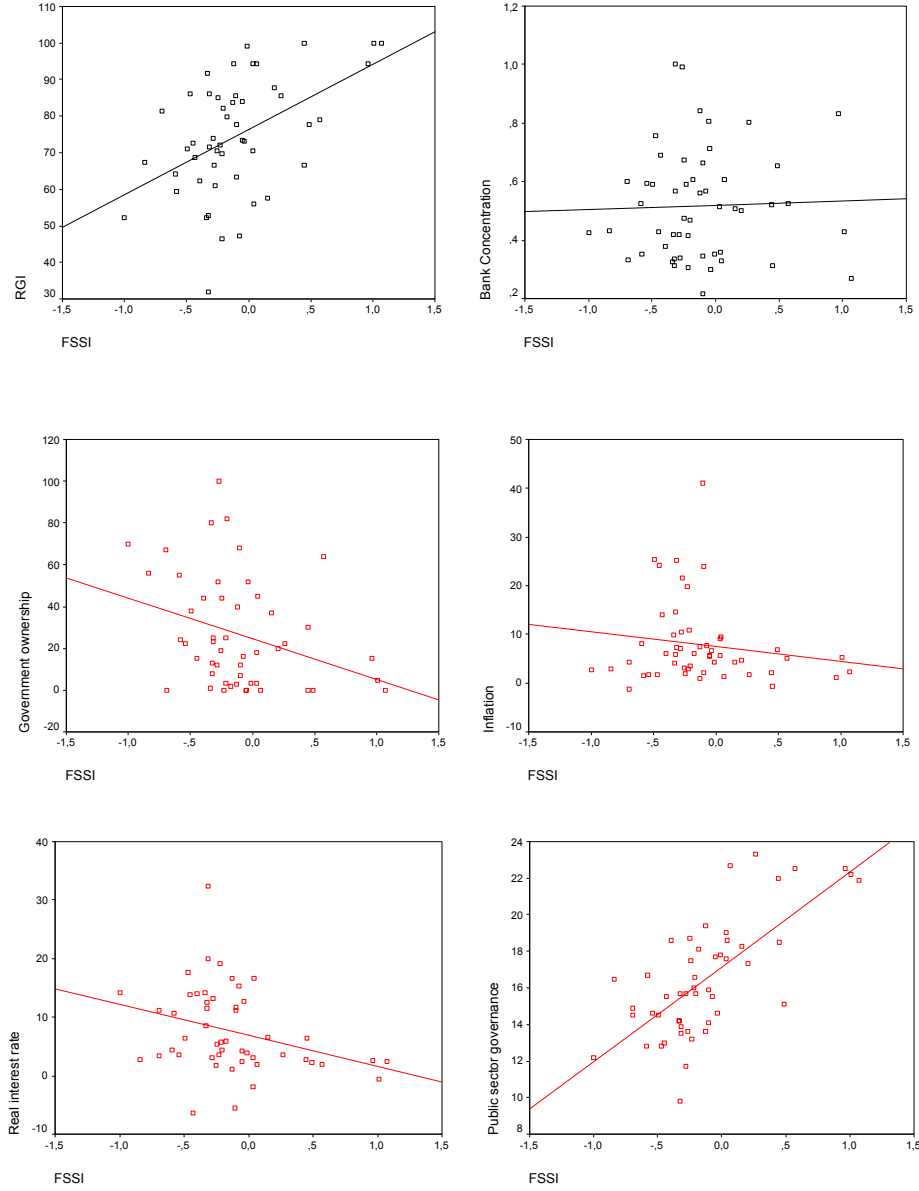 110
100
90
80
70
60
50
40
30
RGI
-1,5 -1,0 -,5 0,0 ,5 1,0 1,5
FSSI
1,2
1,0
,8
,6
,4
,2
Bank Concentration
-1,5 -1,0 -,5 0,0 ,5 1,0 1,5
FSSI
120
100
80
60
40
20
0
-20
Government ownership
-1,5 -1,0 -,5 0,0 ,5 1,0 1,5
FSSI
50
40
30
20
10
0
-10
Inflation
-1,5 -1,0 -,5 0,0 ,5 1,0 1,5
FSSI
40
30
20
10
0
-10
Real interest rate
-1,5 -1,0 -,5 0,0 ,5 1,0 1,5
FSSI
24
22
20
18
16
14
12
10
8
Public sector governance
-1,5 -1,0 -,5 0,0 ,5 1,0 1,5
FSSI